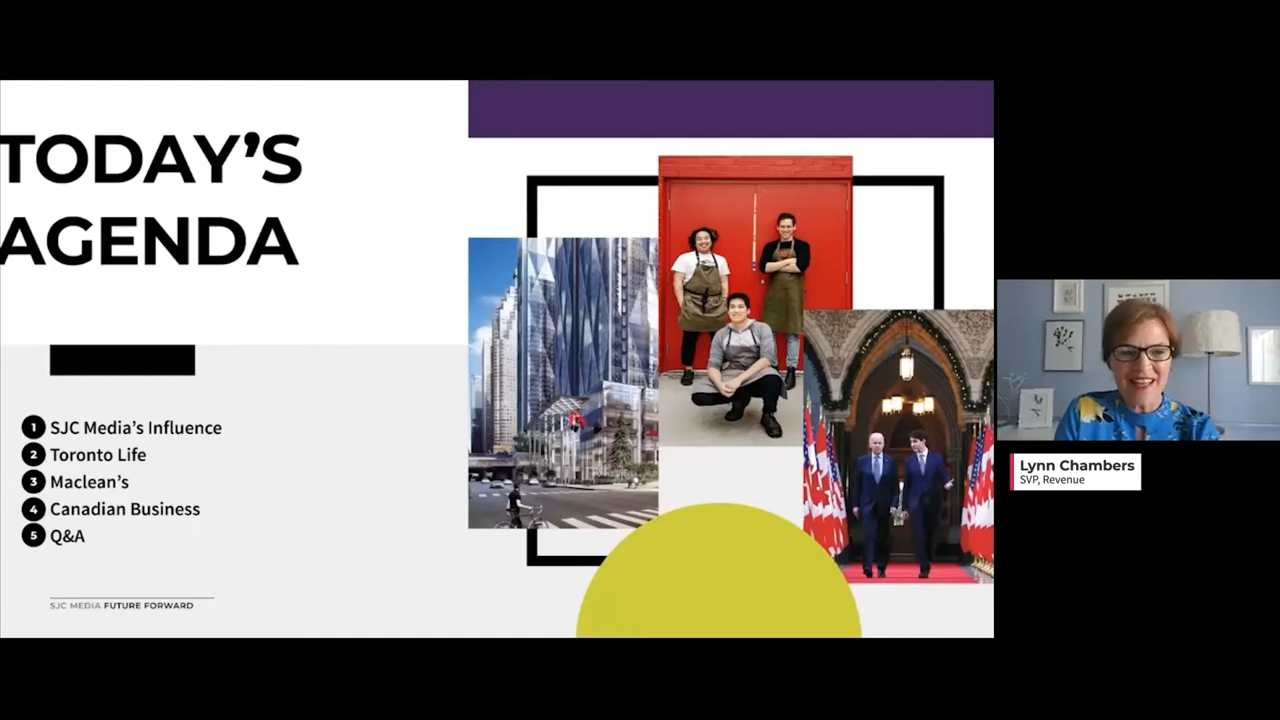 TODAY'S
AGENDA
1 SJC Media's Influence
2 Toronto Life
3 Maclean's
4 Canadian Business
5 Q&A
SJC MEDIA FUTURE FORWARD
Lynn Chambers
SVP, Revenue